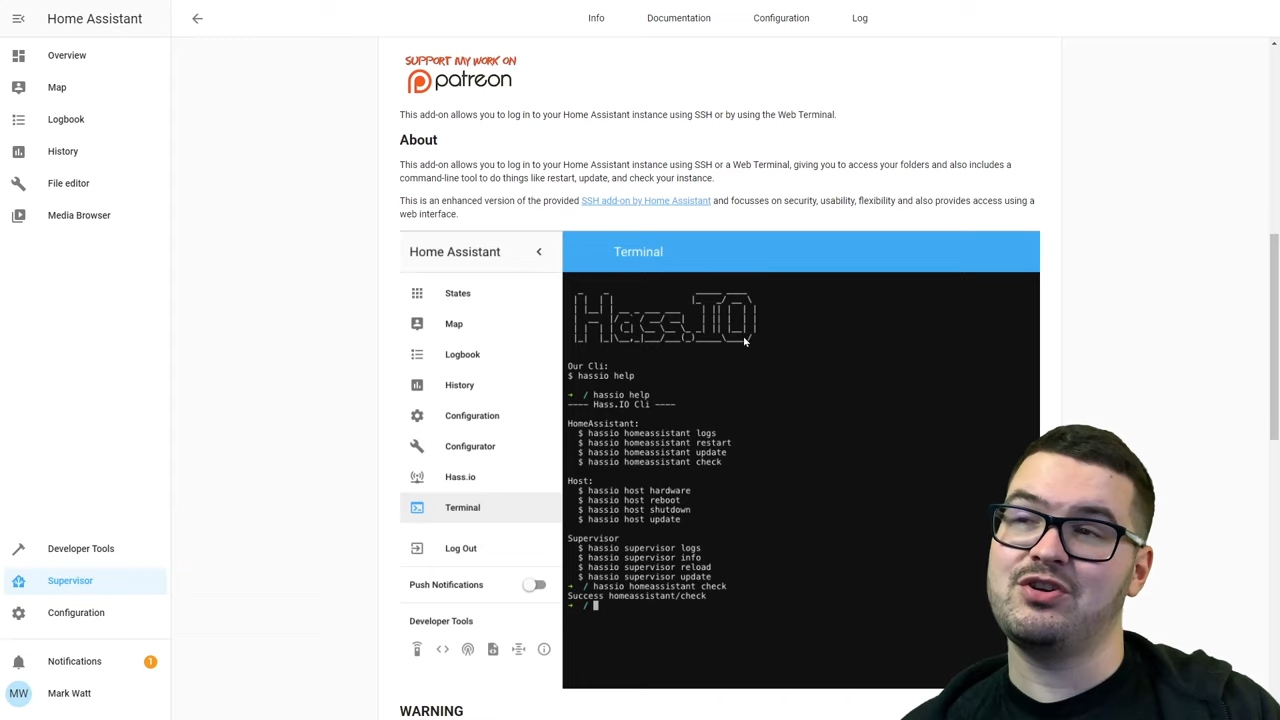 Home Assistant
Info
Documentation
Configuration
Log
Overview
Map
Logbook
History
File editor
Media Browser
Developer Tools
Supervisor
Configuration
Notifications
1
MW
Mark Watt
SUPPORT MY WORK ON
patreon
This add-on allows you to log in to your Home Assistant instance using SSH or by using the Web Terminal.
About
This add-on allows you to log in to your Home Assistant instance using SSH or a Web Terminal, giving you to access your folders and also includes a
command-line tool to do things like restart, update, and check your instance.
This is an enhanced version of the provided SSH add-on by Home Assistant and focusses on security, usability, flexibility and also provides access using a
web interface.
Home Assistant
Terminal
States
Map
Logbook
History
Configuration
Configurator
Hass.io
Terminal
Log Out
Push Notifications
Developer Tools
Hass.IO
Our Cli:
$ hassio help
➜ / hassio help
---- Hass.IO Cli ----
HomeAssistant:
$ hassio homeassistant logs
$ hassio homeassistant restart
$ hassio homeassistant update
$ hassio homeassistant check
Host:
$ hassio host hardware
$ hassio host reboot
$ hassio host shutdown
$ hassio host update
Supervisor
$ hassio supervisor logs
$ hassio supervisor info
$ hassio supervisor reload
$ hassio supervisor update
➜ / hassio homeassistant check
Success homeassistant/check
➜ /
WARNING